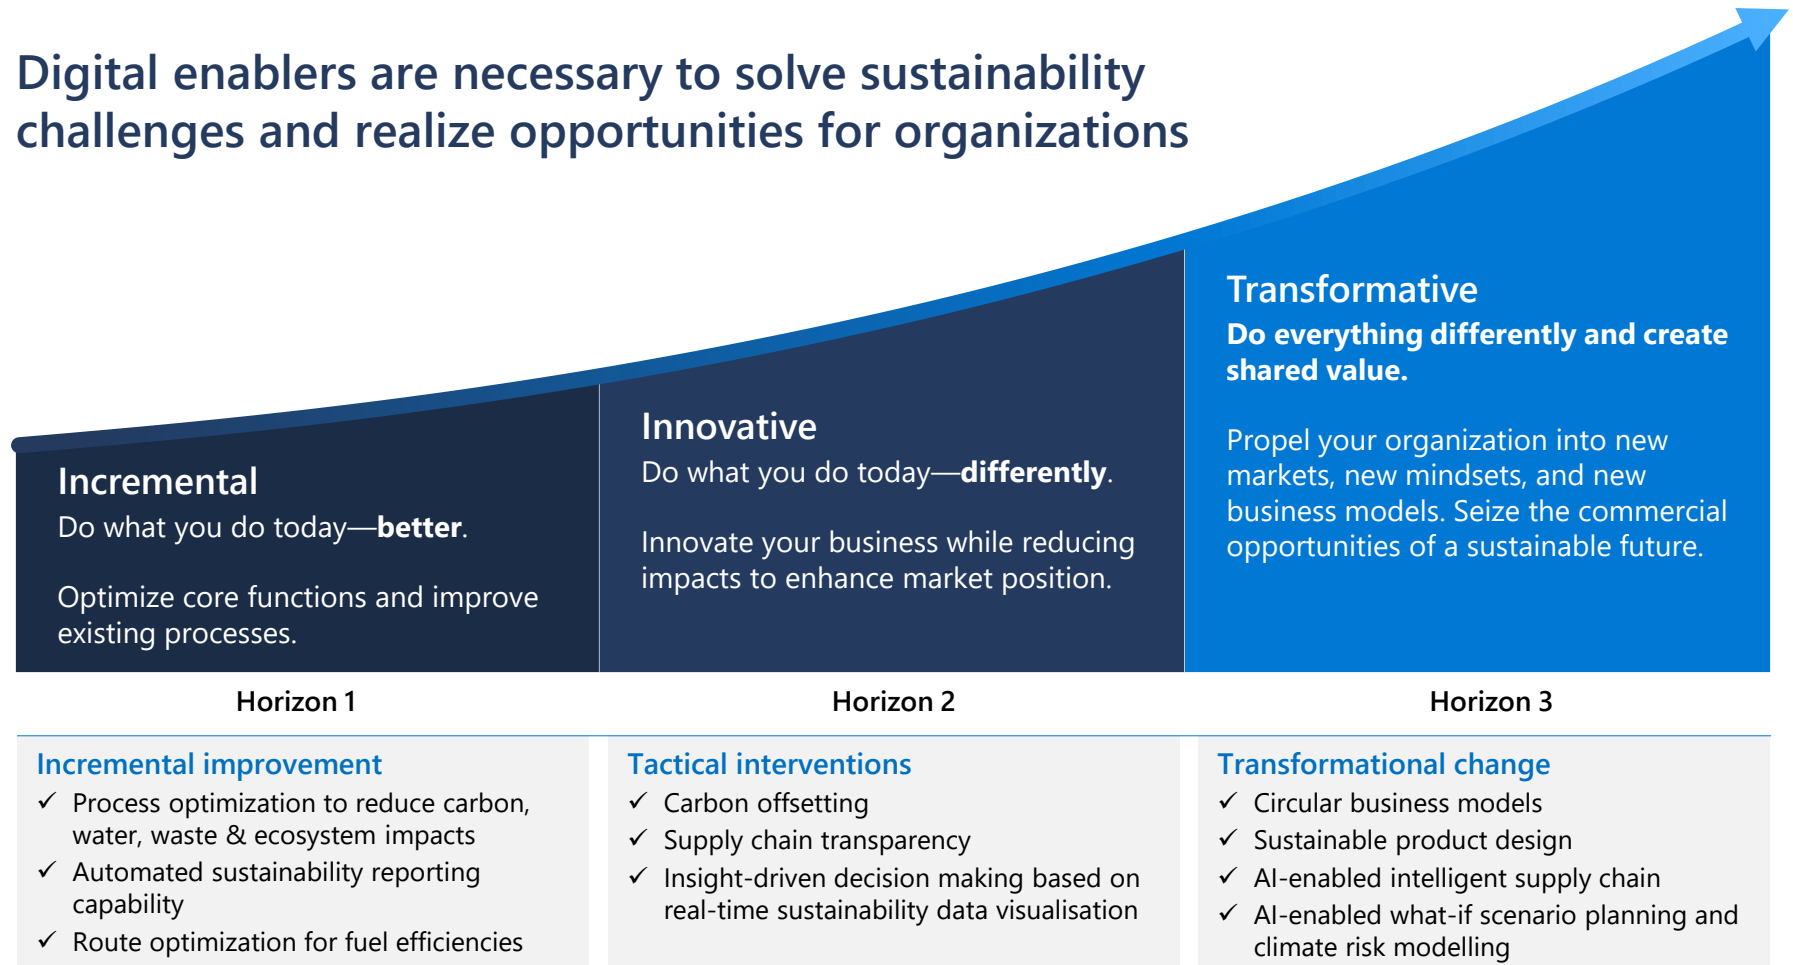 Digital enablers are necessary to solve sustainability
challenges and realize opportunities for organizations
Incremental
Do what you do today—better.
Optimize core functions and improve
existing processes.
Innovative
Do what you do today—differently.
Innovate your business while reducing
impacts to enhance market position.
Transformative
Do everything differently and create
shared value.
Propel your organization into new
markets, new mindsets, and new
business models. Seize the commercial
opportunities of a sustainable future.
Horizon 1
Horizon 2
Horizon 3
Incremental improvement
✓ Process optimization to reduce carbon,
water, waste & ecosystem impacts
✓ Automated sustainability reporting
capability
✓ Route optimization for fuel efficiencies
Tactical interventions
✓ Carbon offsetting
✓ Supply chain transparency
✓ Insight-driven decision making based on
real-time sustainability data visualisation
Transformational change
✓ Circular business models
✓ Sustainable product design
✓ AI-enabled intelligent supply chain
✓ AI-enabled what-if scenario planning and
climate risk modelling